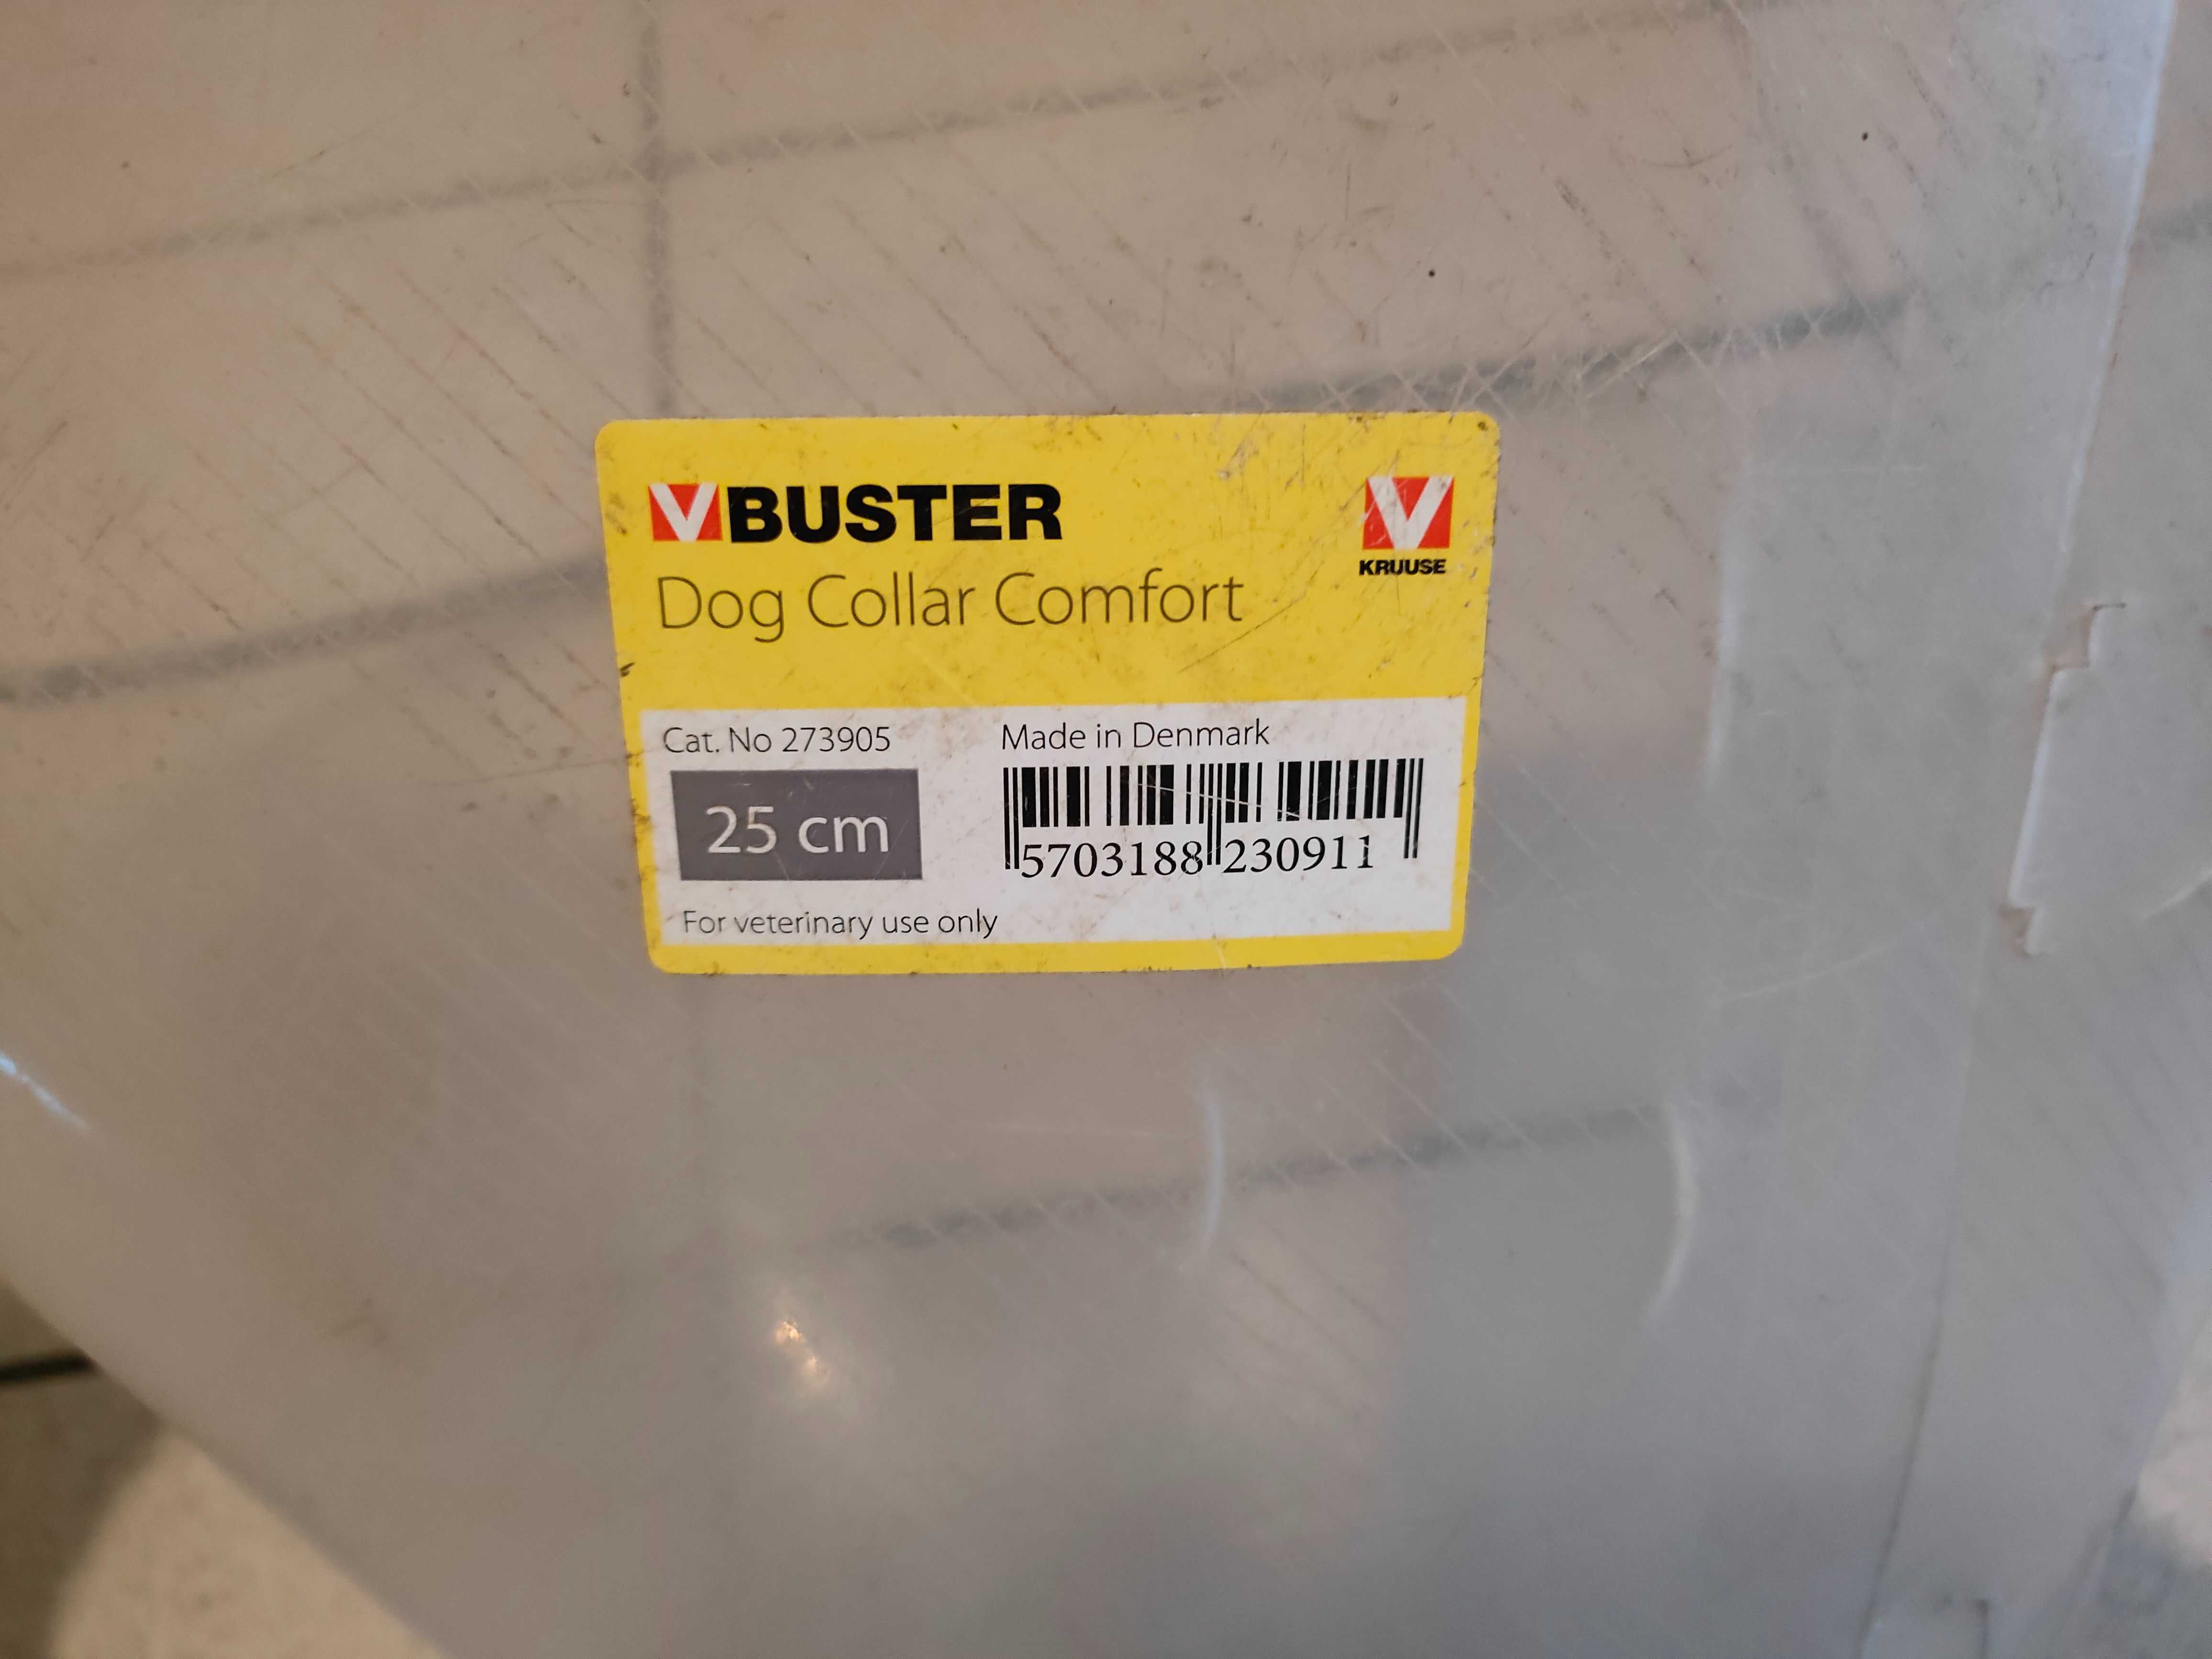 BUSTER
KRUUSE
Dog Collar Comfort
Cat. No 273905
Made in Denmark
25 cm
5703188 230911
For veterinary use only